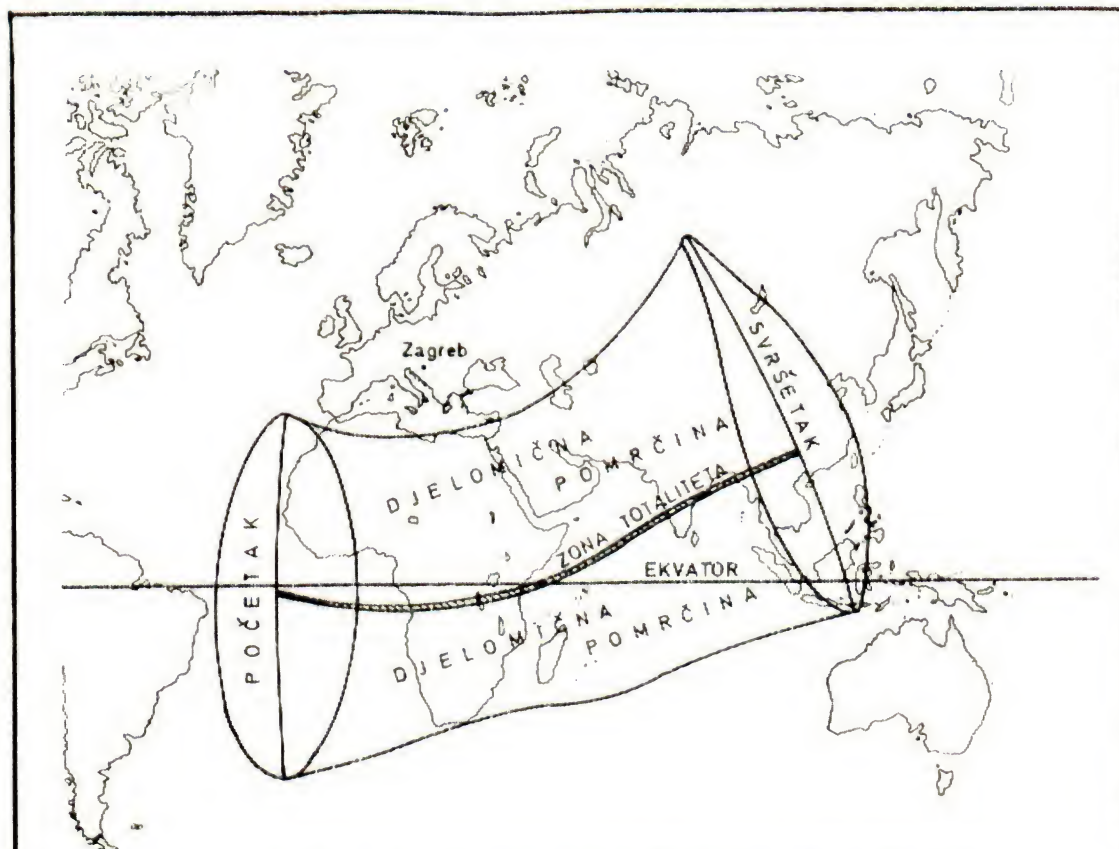 Zagreb
SVRŠETAK
DJELOMIČNA
POMRČINA
ZONA TOTALITETA
POČETAK
EKVATOR
DJELOMIČNA
POMRČINA